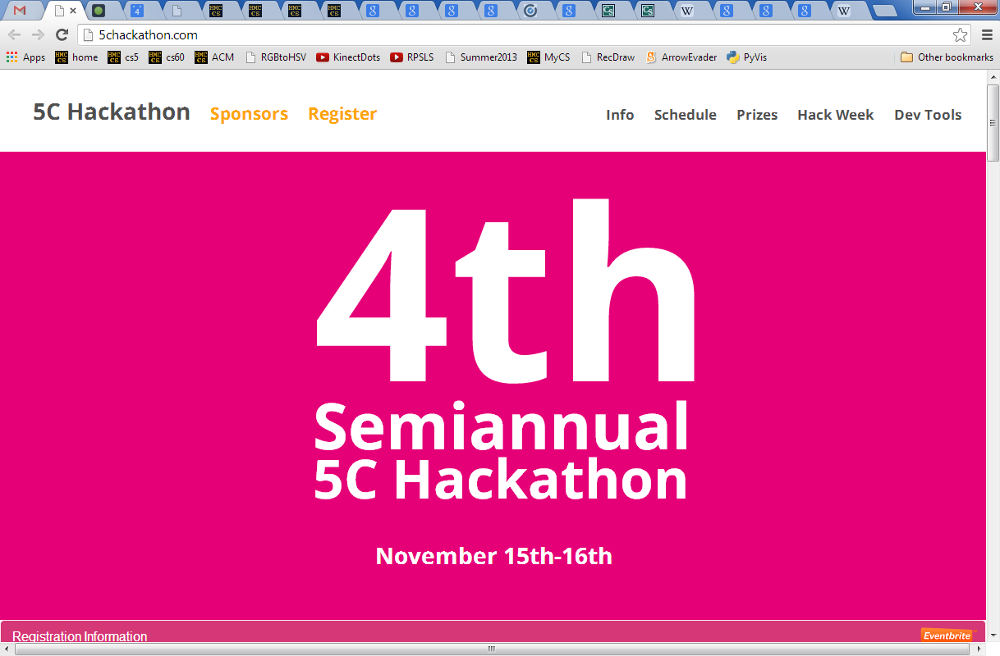 5chackathon.com
Apps home cs5 cs60 ACM RGBtoHSV KinectDots RPSLS Summer2013 MyCS RecDraw ArrowEvader PyVis Other bookmarks
5C Hackathon Sponsors Register Info Schedule Prizes Hack Week Dev Tools
4th
Semiannual
5C Hackathon
November 15th-16th
Registration Information Eventbrite